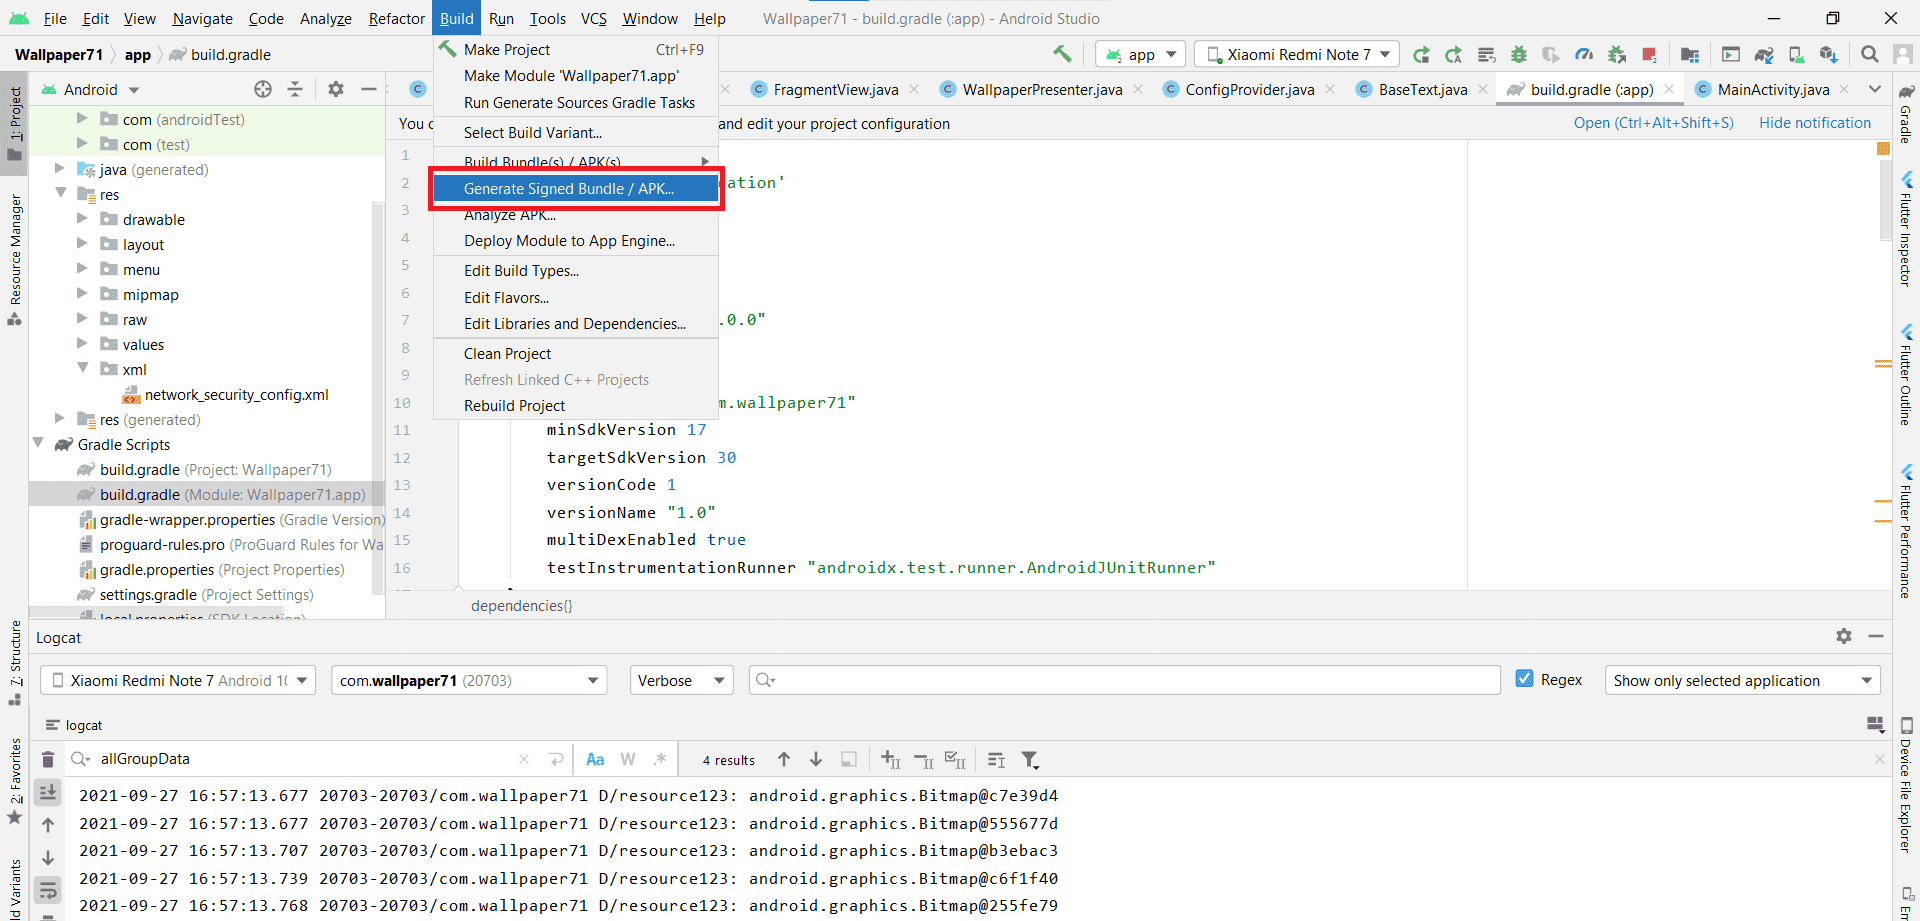 File Edit View Navigate Code Analyze Refactor Build Run Tools VCS Window Help Wallpaper71 - build.gradle (:app) - Android Studio
Wallpaper71 app build.gradle
app Xiaomi Redmi Note 7
Make Project Ctrl+F9
Make Module 'Wallpaper71.app'
Run Generate Sources Gradle Tasks
Select Build Variant...
Build Bundle(s) / APK(s)
Generate Signed Bundle / APK...
Analyze APK...
Deploy Module to App Engine...
Edit Build Types...
Edit Flavors...
Edit Libraries and Dependencies...
Clean Project
Refresh Linked C++ Projects
Rebuild Project
1: Project
Resource Manager
7: Structure
2: Favorites
ld Variants
Android
com (androidTest)
com (test)
java (generated)
res
drawable
layout
menu
mipmap
raw
values
xml
network_security_config.xml
res (generated)
Gradle Scripts
build.gradle (Project: Wallpaper71)
build.gradle (Module: Wallpaper71.app)
gradle-wrapper.properties (Gradle Version)
proguard-rules.pro (ProGuard Rules for Wa
gradle.properties (Project Properties)
settings.gradle (Project Settings)
local.properties (SDK Location)
FragmentView.java WallpaperPresenter.java ConfigProvider.java BaseText.java build.gradle (:app) MainActivity.java
You c and edit your project configuration Open (Ctrl+Alt+Shift+S) Hide notification
1
2 ation'
3
4
5
6
7 .0.0"
8
9
10 m.wallpaper71"
11 minSdkVersion 17
12 targetSdkVersion 30
13 versionCode 1
14 versionName "1.0"
15 multiDexEnabled true
16 testInstrumentationRunner "androidx.test.runner.AndroidJUnitRunner"
dependencies{}
Gradle
Flutter Inspector
Flutter Outline
Flutter Performance
Device File Explorer
Em
Logcat
Xiaomi Redmi Note 7 Android 10 com.wallpaper71 (20703) Verbose Regex Show only selected application
logcat
allGroupData Aa W .* 4 results
2021-09-27 16:57:13.677 20703-20703/com.wallpaper71 D/resource123: android.graphics.Bitmap@c7e39d4
2021-09-27 16:57:13.677 20703-20703/com.wallpaper71 D/resource123: android.graphics.Bitmap@555677d
2021-09-27 16:57:13.707 20703-20703/com.wallpaper71 D/resource123: android.graphics.Bitmap@b3ebac3
2021-09-27 16:57:13.739 20703-20703/com.wallpaper71 D/resource123: android.graphics.Bitmap@c6f1f40
2021-09-27 16:57:13.768 20703-20703/com.wallpaper71 D/resource123: android.graphics.Bitmap@255fe79